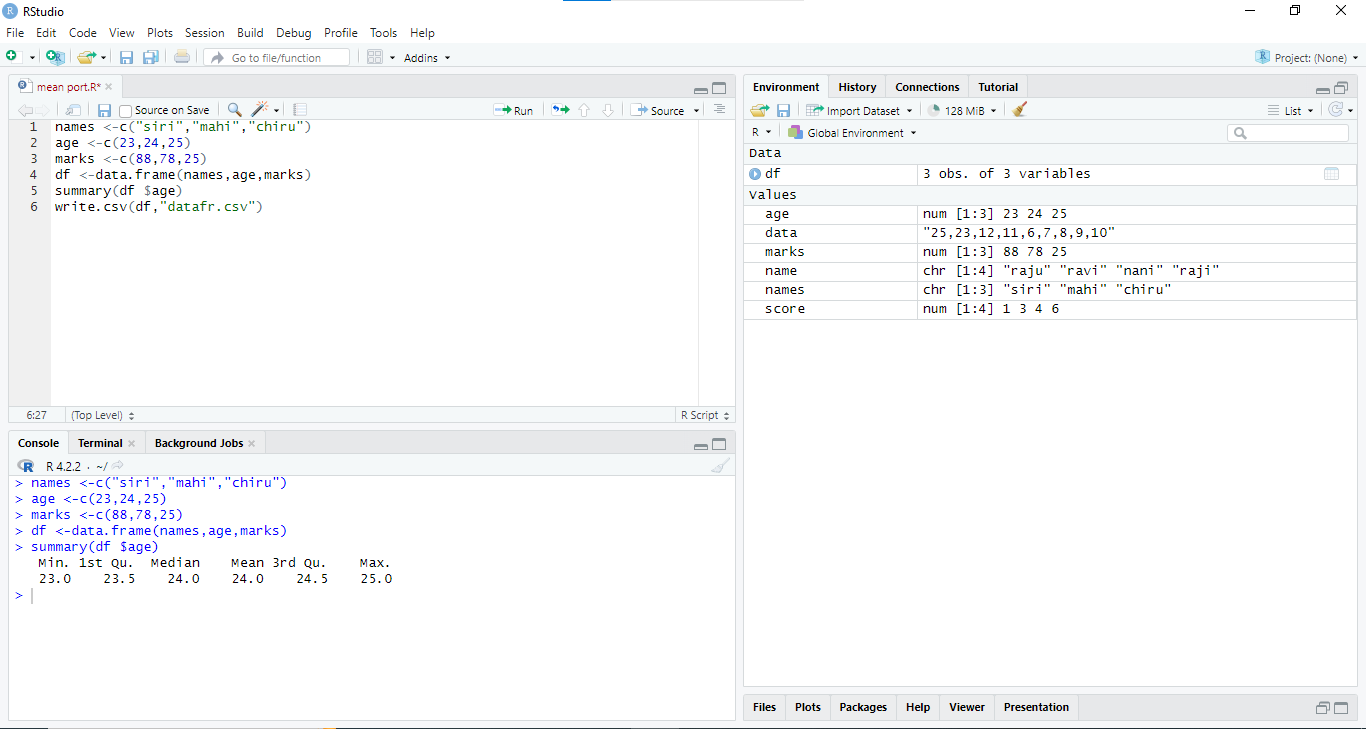 RStudio
File Edit Code View Plots Session Build Debug Profile Tools Help
Go to file/function Addins Project: (None)
mean port.R*
Source on Save Run Source
1 names <-c("siri","mahi","chiru")
2 age <-c(23,24,25)
3 marks <-c(88,78,25)
4 df <-data.frame(names,age,marks)
5 summary(df $age)
6 write.csv(df,"datafr.csv")
6:27 (Top Level) R Script
Console Terminal Background Jobs
R 4.2.2 · ~/
> names <-c("siri","mahi","chiru")
> age <-c(23,24,25)
> marks <-c(88,78,25)
> df <-data.frame(names,age,marks)
> summary(df $age)
Min. 1st Qu. Median Mean 3rd Qu. Max.
23.0 23.5 24.0 24.0 24.5 25.0
>
Environment History Connections Tutorial
Import Dataset 128 MiB List
R Global Environment
Data
df 3 obs. of 3 variables
Values
age num [1:3] 23 24 25
data "25,23,12,11,6,7,8,9,10"
marks num [1:3] 88 78 25
name chr [1:4] "raju" "ravi" "nani" "raji"
names chr [1:3] "siri" "mahi" "chiru"
score num [1:4] 1 3 4 6
Files Plots Packages Help Viewer Presentation